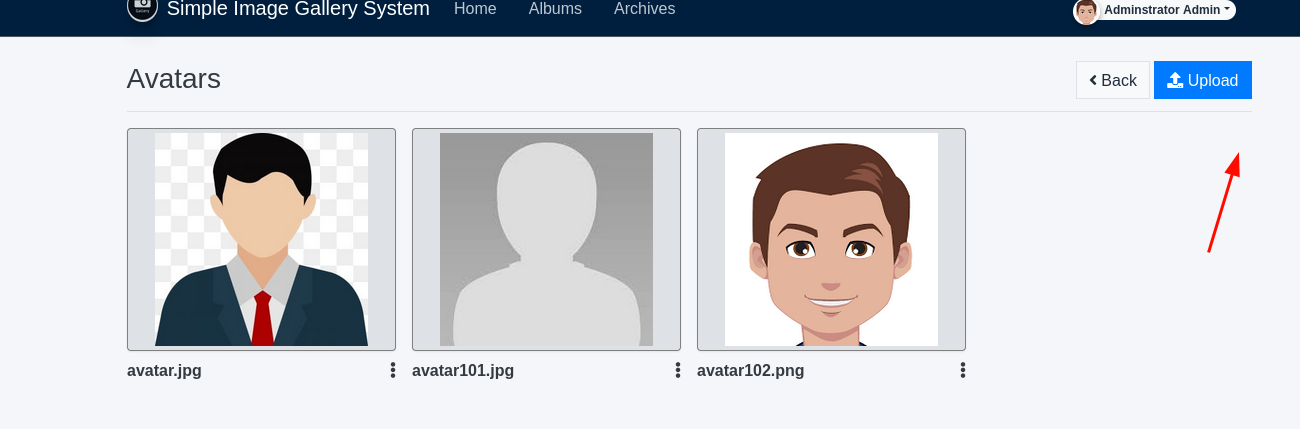 Simple Image Gallery System Home Albums Archives Adminstrator Admin
Avatars Back Upload
avatar.jpg avatar101.jpg avatar102.png